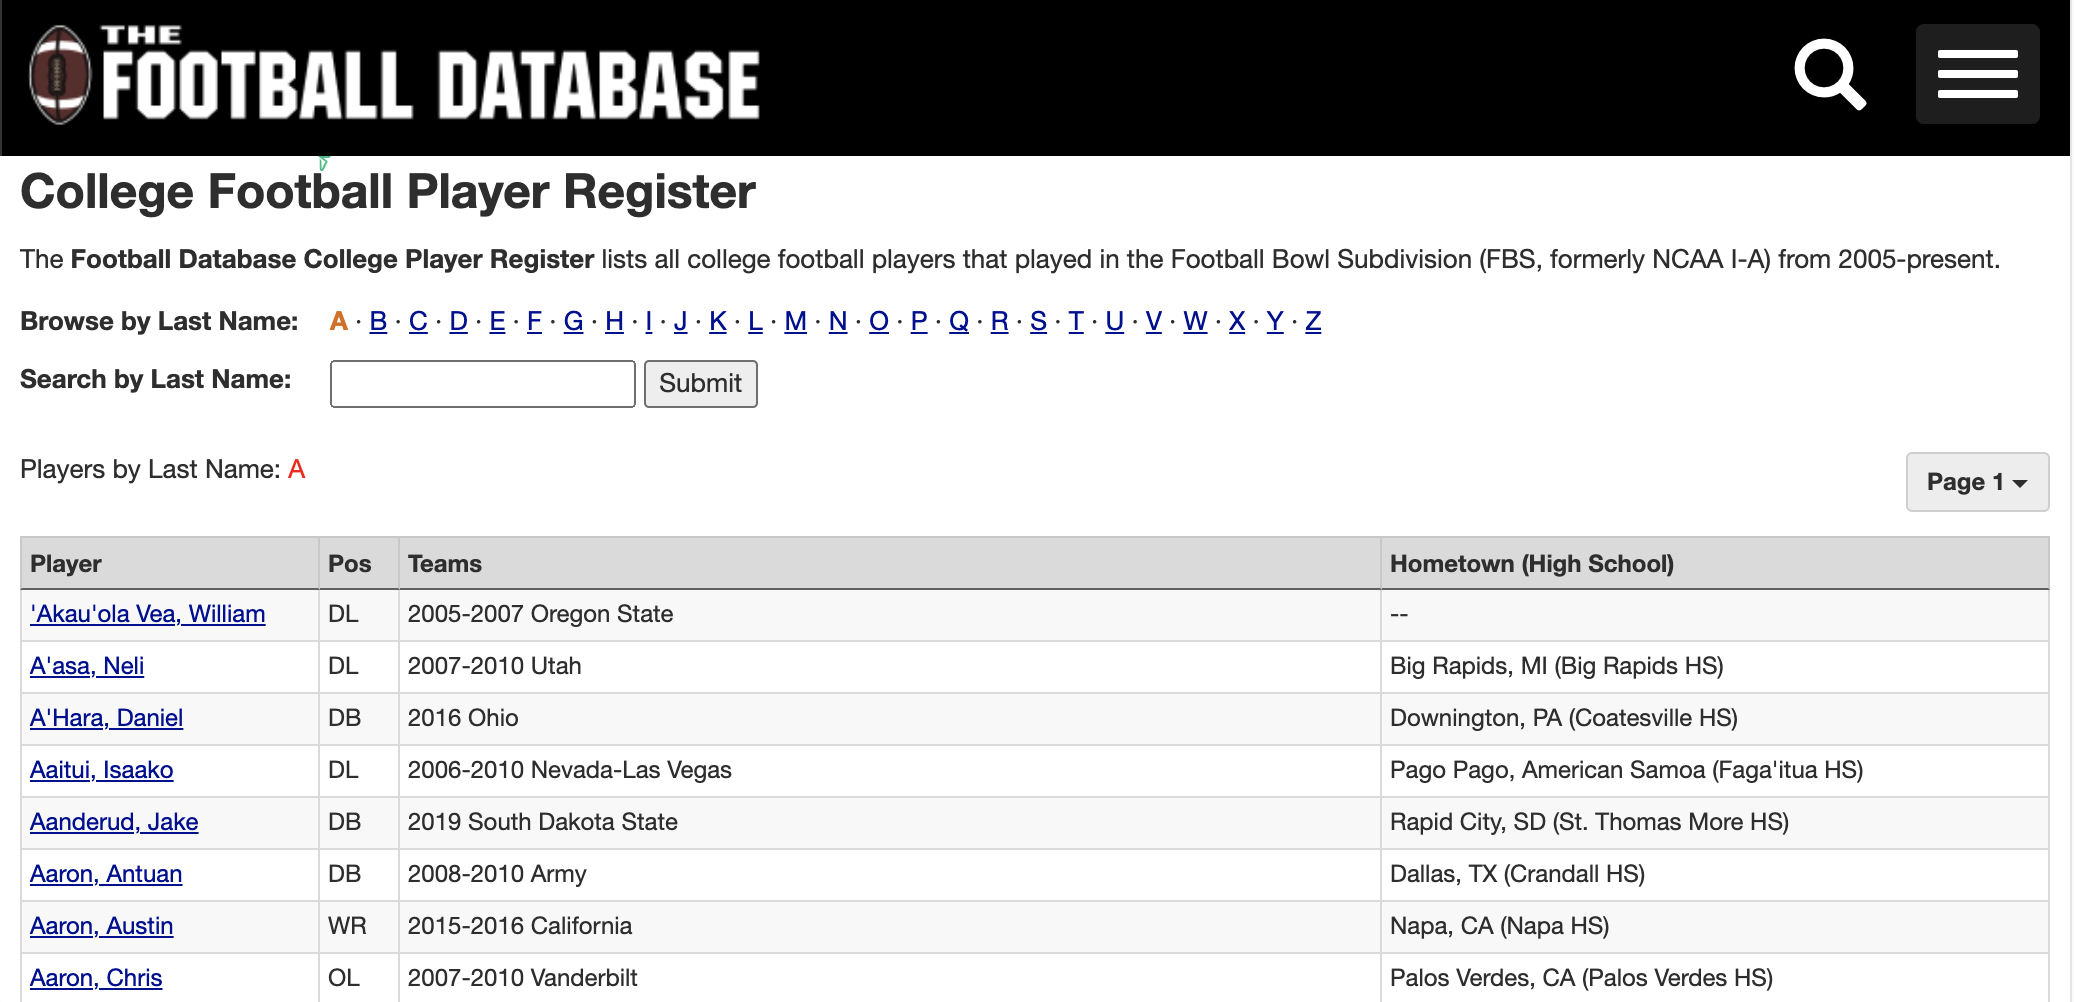 THE
FOOTBALL DATABASE
College Football Player Register
The Football Database College Player Register lists all college football players that played in the Football Bowl Subdivision (FBS, formerly NCAA I-A) from 2005-present.
Browse by Last Name: A · B · C · D · E · F · G · H · I · J · K · L · M · N · O · P · Q · R · S · T · U · V · W · X · Y · Z
Search by Last Name: Submit
Players by Last Name: A
Page 1
Player Pos Teams Hometown (High School)
'Akau'ola Vea, William DL 2005-2007 Oregon State --
A'asa, Neli DL 2007-2010 Utah Big Rapids, MI (Big Rapids HS)
A'Hara, Daniel DB 2016 Ohio Downington, PA (Coatesville HS)
Aaitui, Isaako DL 2006-2010 Nevada-Las Vegas Pago Pago, American Samoa (Faga'itua HS)
Aanderud, Jake DB 2019 South Dakota State Rapid City, SD (St. Thomas More HS)
Aaron, Antuan DB 2008-2010 Army Dallas, TX (Crandall HS)
Aaron, Austin WR 2015-2016 California Napa, CA (Napa HS)
Aaron, Chris OL 2007-2010 Vanderbilt Palos Verdes, CA (Palos Verdes HS)